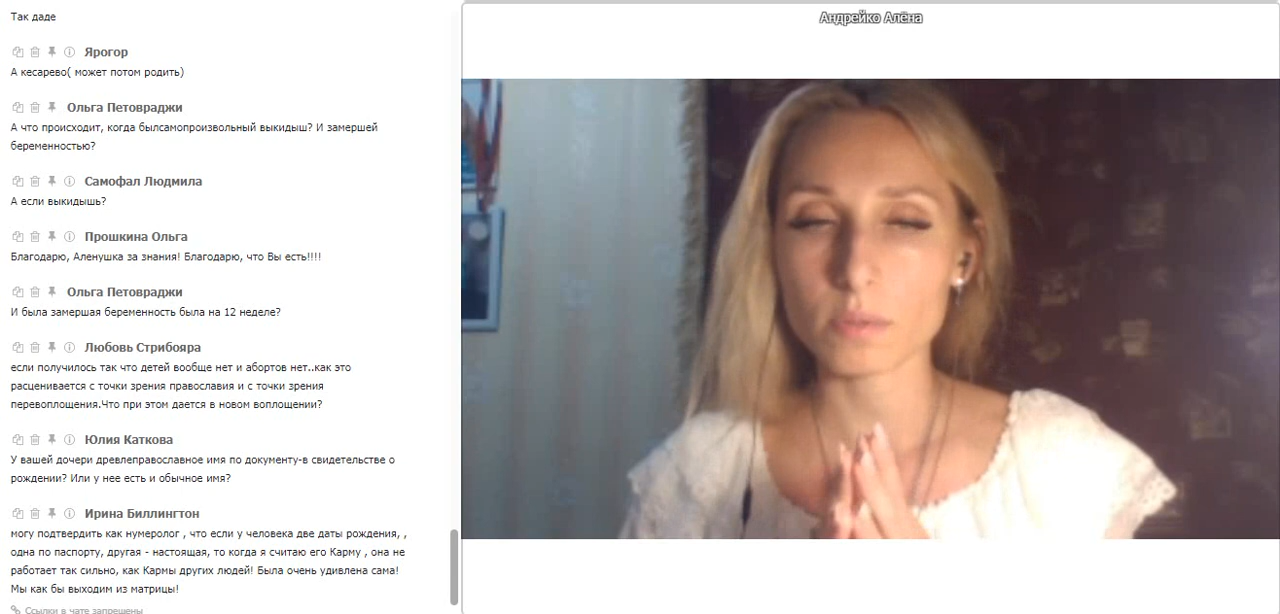 Так даде
Ярогор
А кесарево( может потом родить)
Ольга Петовраджи
А что происходит, когда былсамопроизвольный выкидыш? И замершей
беременностью?
Самофал Людмила
А если выкидышь?
Прошкина Ольга
Благодарю, Аленушка за знания! Благодарю, что Вы есть!!!!
Ольга Петовраджи
И была замершая беременность была на 12 неделе?
Любовь Стрибояра
если получилось так что детей вообще нет и абортов нет..как это
расценивается с точки зрения православия и с точки зрения
перевоплощения.Что при этом дается в новом воплощении?
Юлия Каткова
У вашей дочери древлеправославное имя по документу-в свидетельстве о
рождении? Или у нее есть и обычное имя?
Ирина Биллингтон
могу подтвердить как нумеролог , что если у человека две даты рождения, ,
одна по паспорту, другая - настоящая, то когда я считаю его Карму , она не
работает так сильно, как Кармы других людей! Была очень удивлена сама!
Мы как бы выходим из матрицы!
Ссылки в чате запрещены
Андрейко Алёна